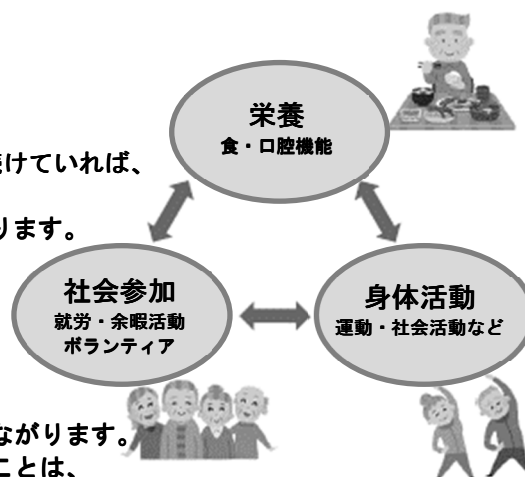 栄養
食・口腔機能
けていれば、
ります。
社会参加
就労・余暇活動
ボランティア
身体活動
運動・社会活動など
ながります。
ことは、